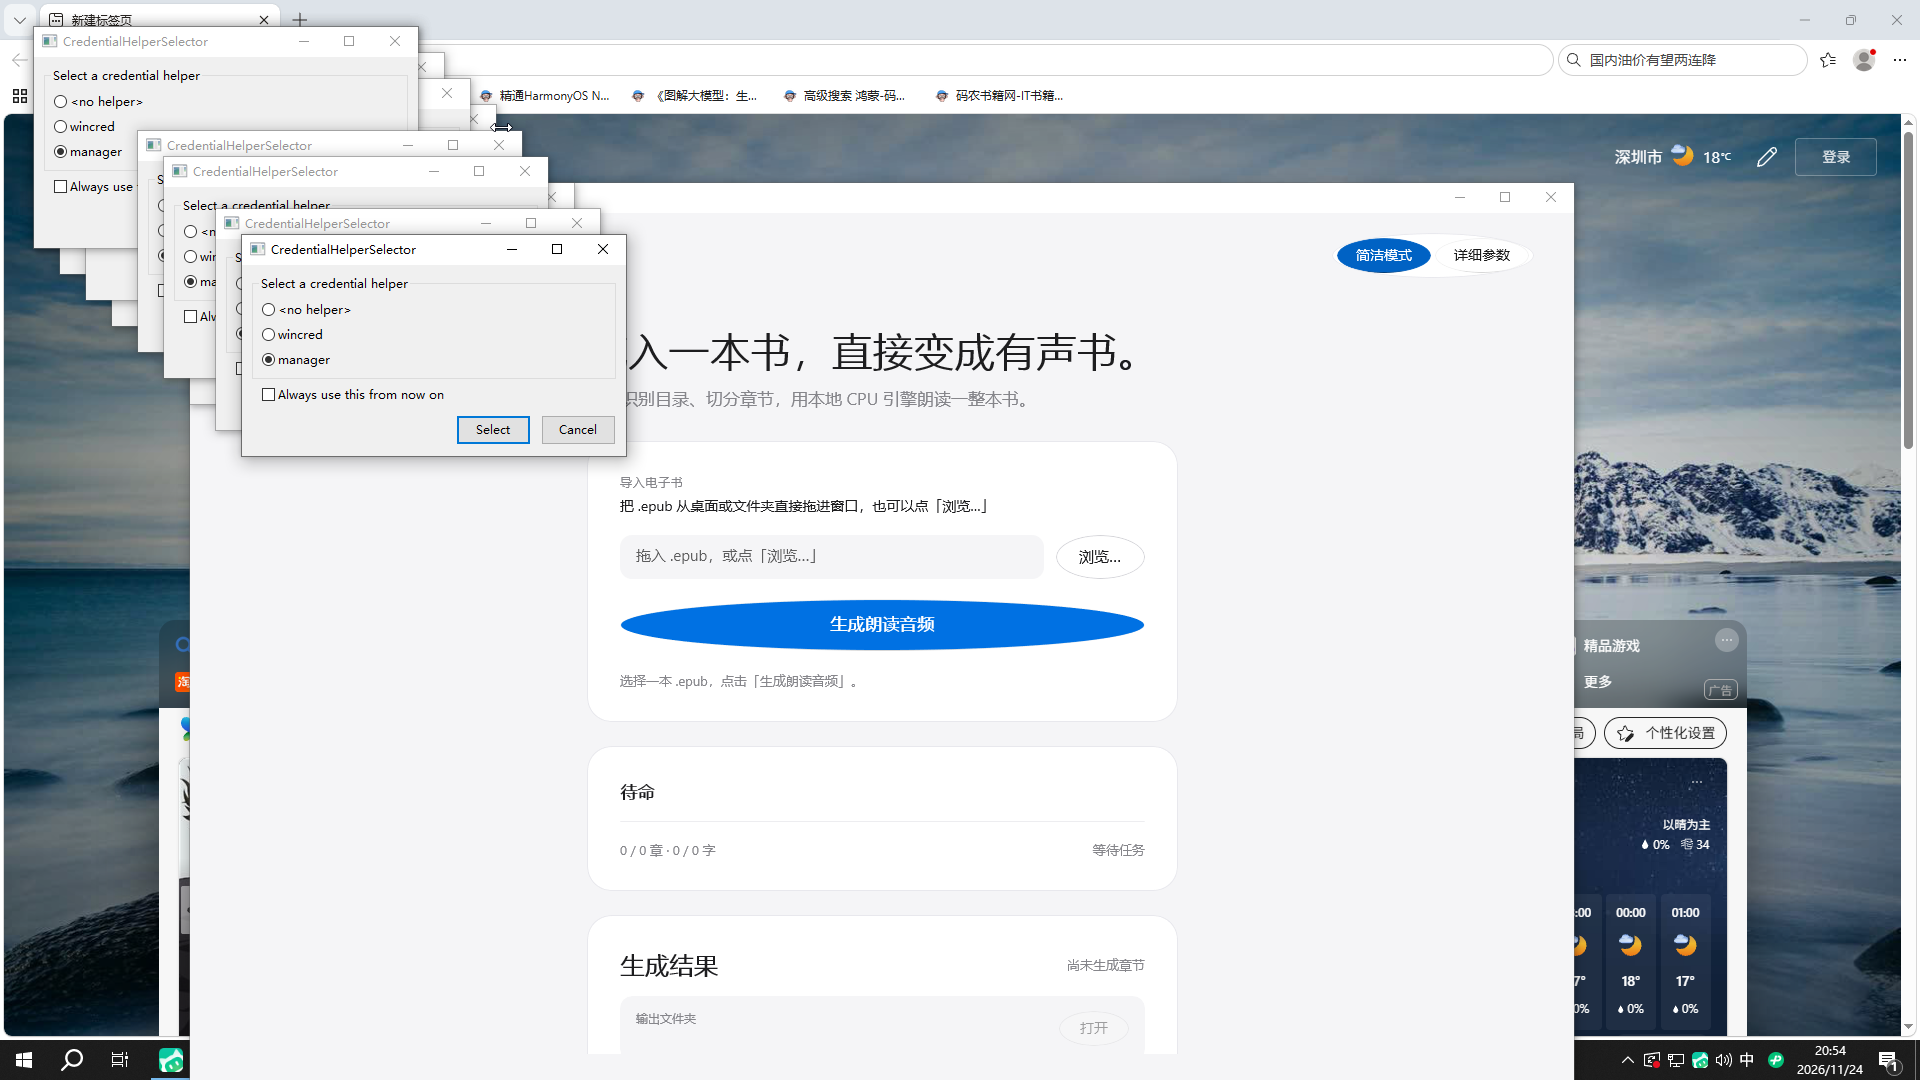 新建标签页
国内油价有望两连降
精通HarmonyOS N...
《图解大模型：生...
高级搜索 鸿蒙-码...
码农书籍网-IT书籍...
深圳市
18℃
登录
CredentialHelperSelector
Select a credential helper
<no helper>
wincred
manager
Always use
CredentialHelperSelector
CredentialHelperSelector
Select a credential helper
CredentialHelperSelector
CredentialHelperSelector
Select a credential helper
<no helper>
wincred
manager
Always use this from now on
Select
Cancel
简洁模式
详细参数
入一本书，直接变成有声书。
识别目录、切分章节，用本地 CPU 引擎朗读一整本书。
导入电子书
把 .epub 从桌面或文件夹直接拖进窗口，也可以点「浏览...」
拖入 .epub，或点「浏览...」
浏览...
生成朗读音频
选择一本 .epub，点击「生成朗读音频」。
待命
0 / 0 章 · 0 / 0 字
等待任务
生成结果
尚未生成章节
输出文件夹
打开
精品游戏
更多
广告
个性化设置
以晴为主
0%
34
:00
00:00
01:00
7°
18°
17°
0%
0%
0%
淘
中
20:54
2026/11/24
1